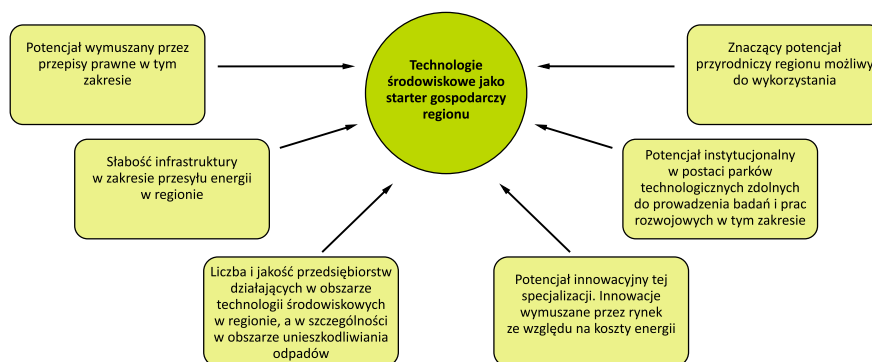 Potencjał wymuszany przez
przepisy prawne w tym
zakresie
Technologie
środowiskowe jako
starter gospodarczy
regionu
Znaczący potencjał
przyrodniczy regionu możliwy
do wykorzystania
Słabość infrastruktury
w zakresie przesyłu energii
w regionie
Potencjał instytucjonalny
w postaci parków
technologicznych zdolnych
do prowadzenia badań i prac
rozwojowych w tym zakresie
Liczba i jakość przedsiębiorstw
działających w obszarze
technologii środowiskowych
w regionie, a w szczególności
w obszarze unieszkodliwiania
odpadów
Potencjał innowacyjny tej
specjalizacji. Innowacje
wymuszane przez rynek
ze względu na koszty energii